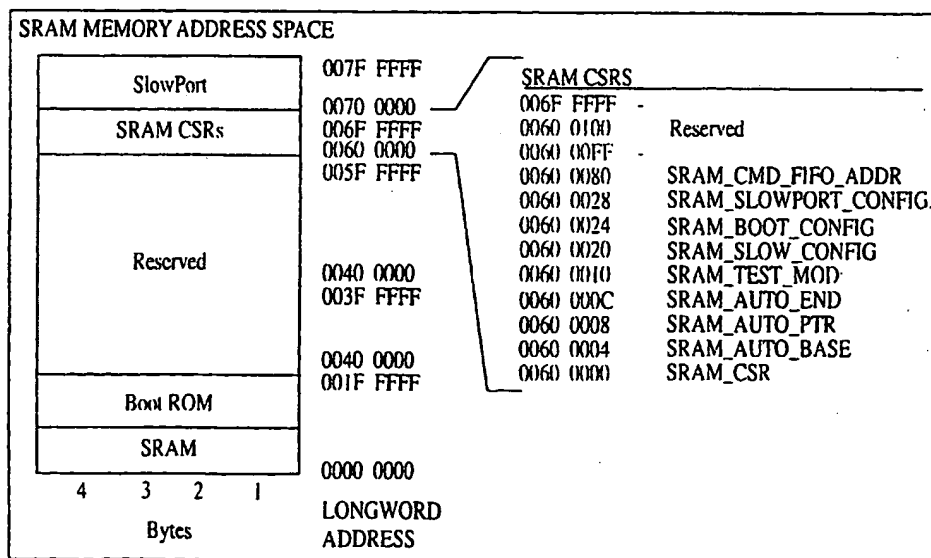 SRAM MEMORY ADDRESS SPACE
SlowPort
SRAM CSRs
Reserved
Boot ROM
SRAM
4 3 2 1
Bytes
007F FFFF
0070 0000
006F FFFF
0060 0000
005F FFFF
0040 0000
003F FFFF
0040 0000
001F FFFF
0000 0000
LONGWORD
ADDRESS
SRAM CSRS
006F FFFF -
0060 0100 Reserved
0060 00FF -
0060 0080 SRAM_CMD_FIFO_ADDR
0060 0028 SRAM_SLOWPORT_CONFIG
0060 0024 SRAM_BOOT_CONFIG
0060 0020 SRAM_SLOW_CONFIG
0060 0010 SRAM_TEST_MOD
0060 000C SRAM_AUTO_END
0060 0008 SRAM_AUTO_PTR
0060 0004 SRAM_AUTO_BASE
0060 0000 SRAM_CSR